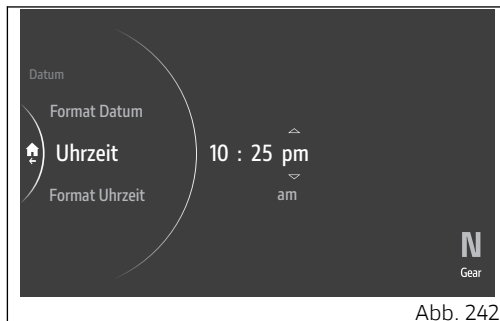 Datum
Format Datum
Uhrzeit
10 : 25 pm
Format Uhrzeit
am
N
Gear
Abb. 242